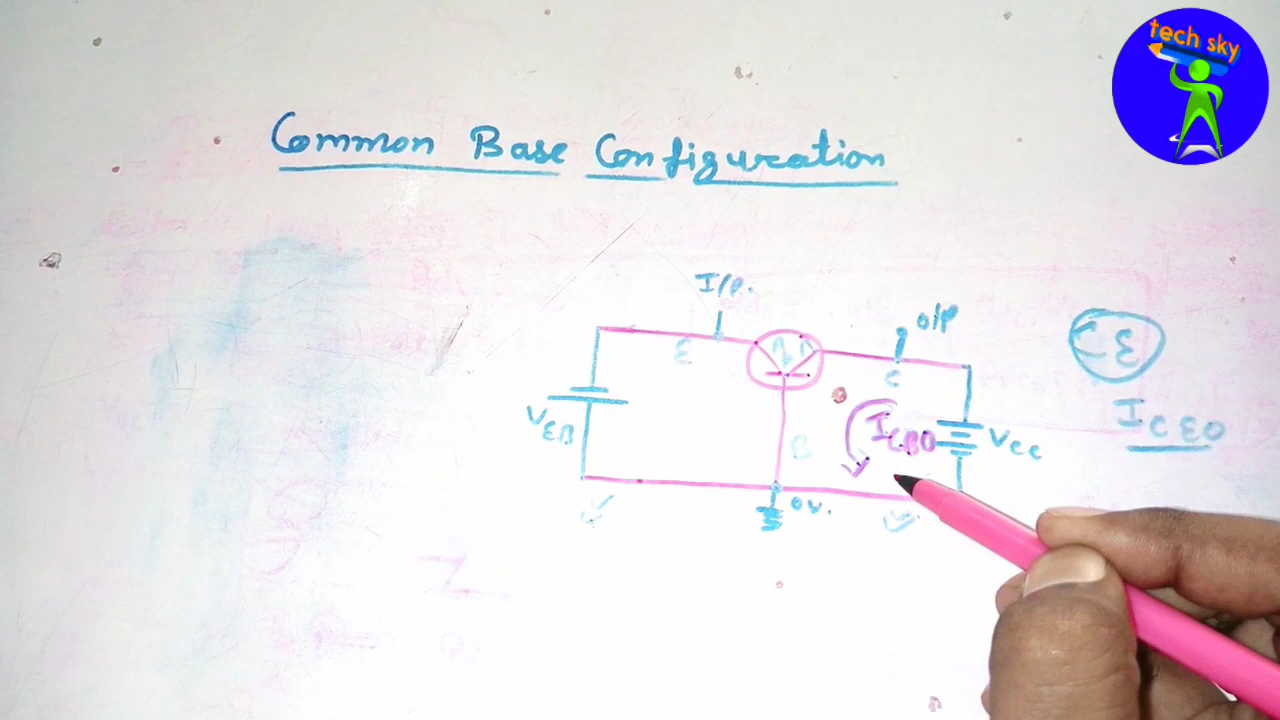 tech sky
Common Base Configuration
I/P.
O/P
E
C
CE
VEB
ICBO
VCC
ICEO
B
0V.